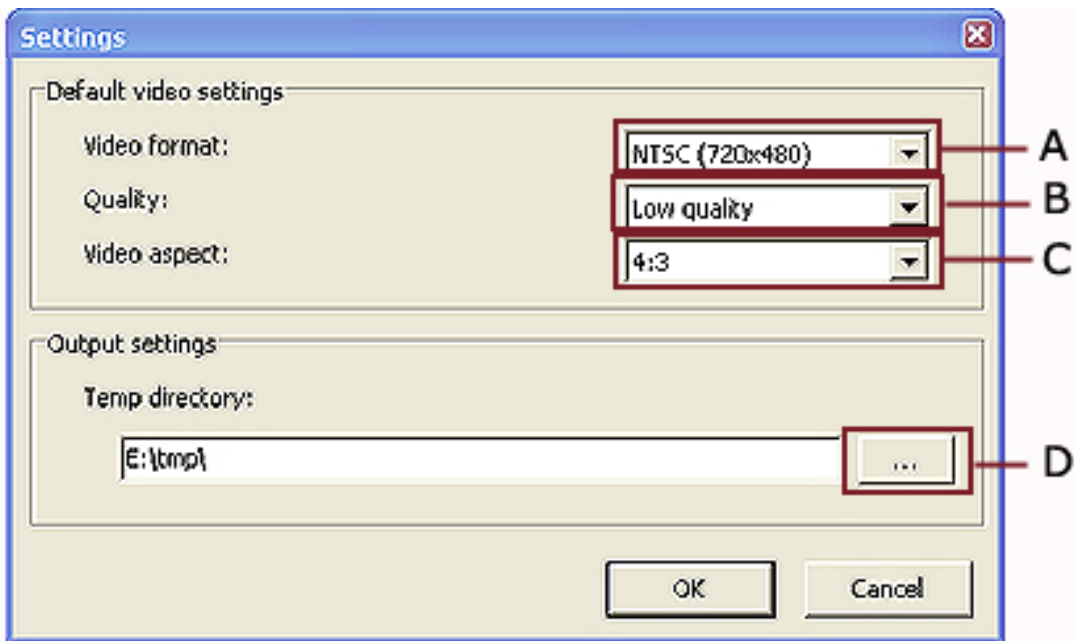 Settings
Default video settings
Video format:
NTSC (720x480)
A
Quality:
Low quality
B
Video aspect:
4:3
C
Output settings
Temp directory:
E:\tmp\
...
D
OK
Cancel